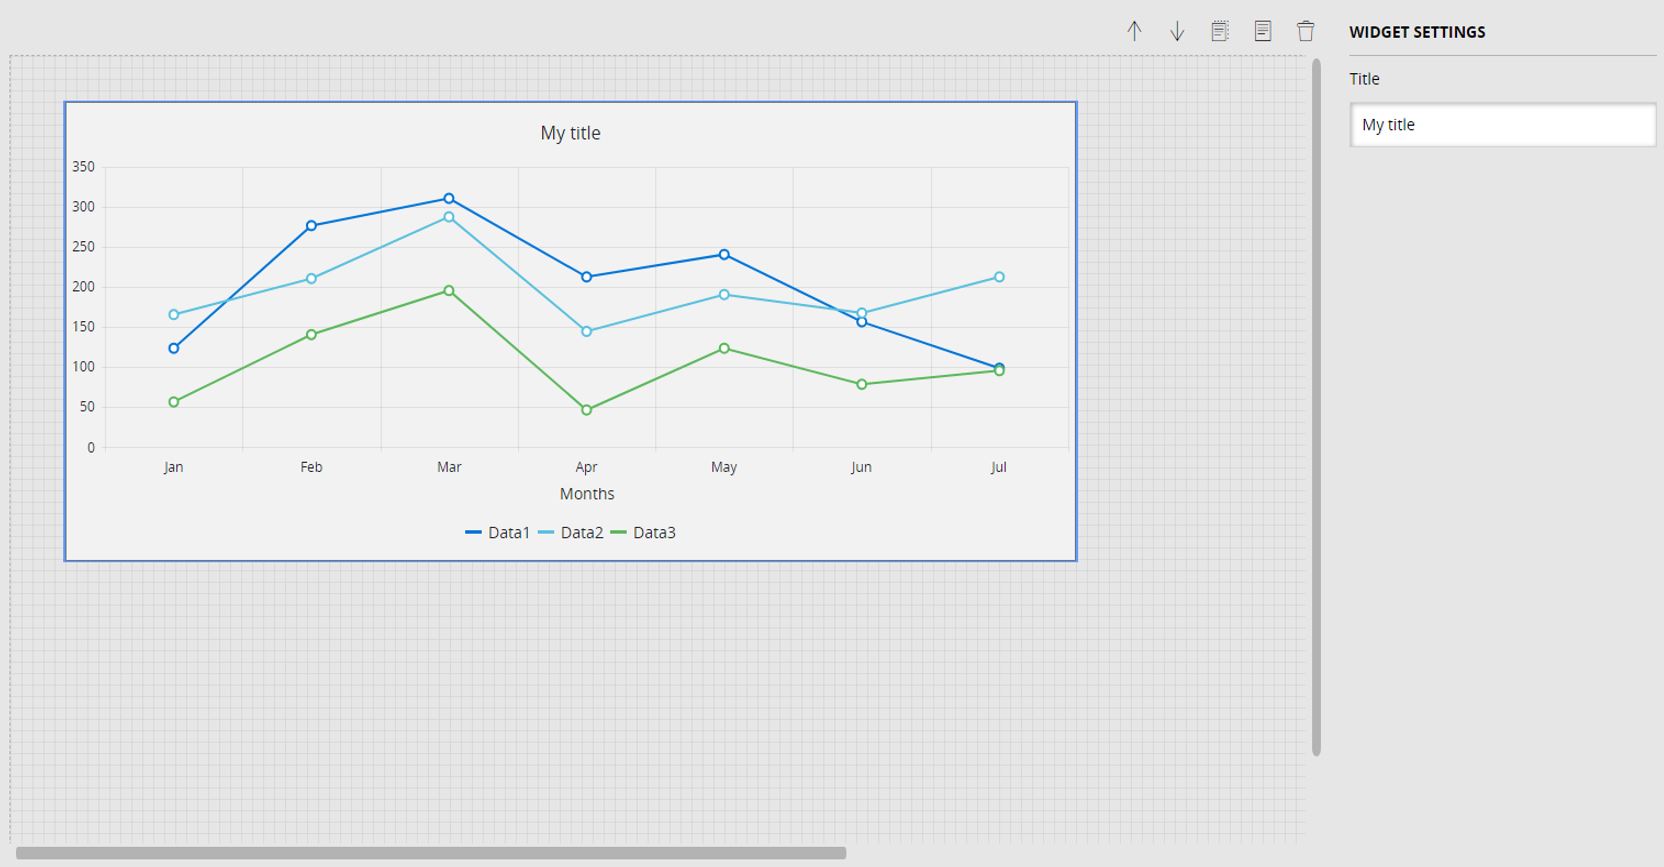 WIDGET SETTINGS
Title
My title
My title
350
300
250
200
150
100
50
0
Jan Feb Mar Apr May Jun Jul
Months
Data1 Data2 Data3